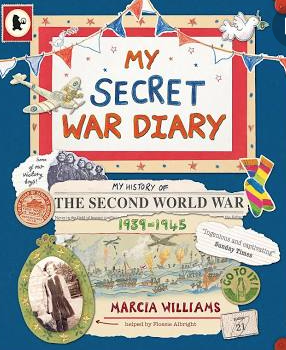 MY
SECRET
WAR DIARY
Some of
our Victory
boys!
MY HISTORY OF
THE SECOND WORLD WAR
1939-1945
"Ingenious and captivating"
Sunday Times
GO TO IT!
MARCIA WILLIAMS
helped by Flossie Albright
21